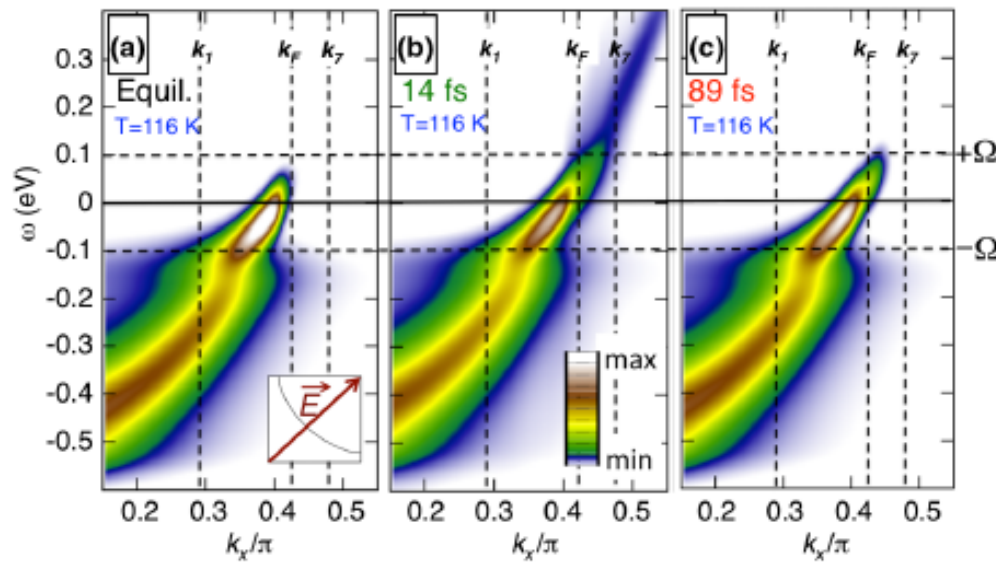 (a) k₁ k_F k₇
Equil.
T=116 K
(b) k₁ k_F k₇
14 fs
T=116 K
(c) k₁ k_F k₇
89 fs
T=116 K
ω (eV)
0.3
0.2
0.1
0
-0.1
-0.2
-0.3
-0.4
-0.5
+Ω
−Ω
E
max
min
0.2 0.3 0.4 0.5
0.2 0.3 0.4 0.5
0.2 0.3 0.4 0.5
kₓ/π
kₓ/π
kₓ/π